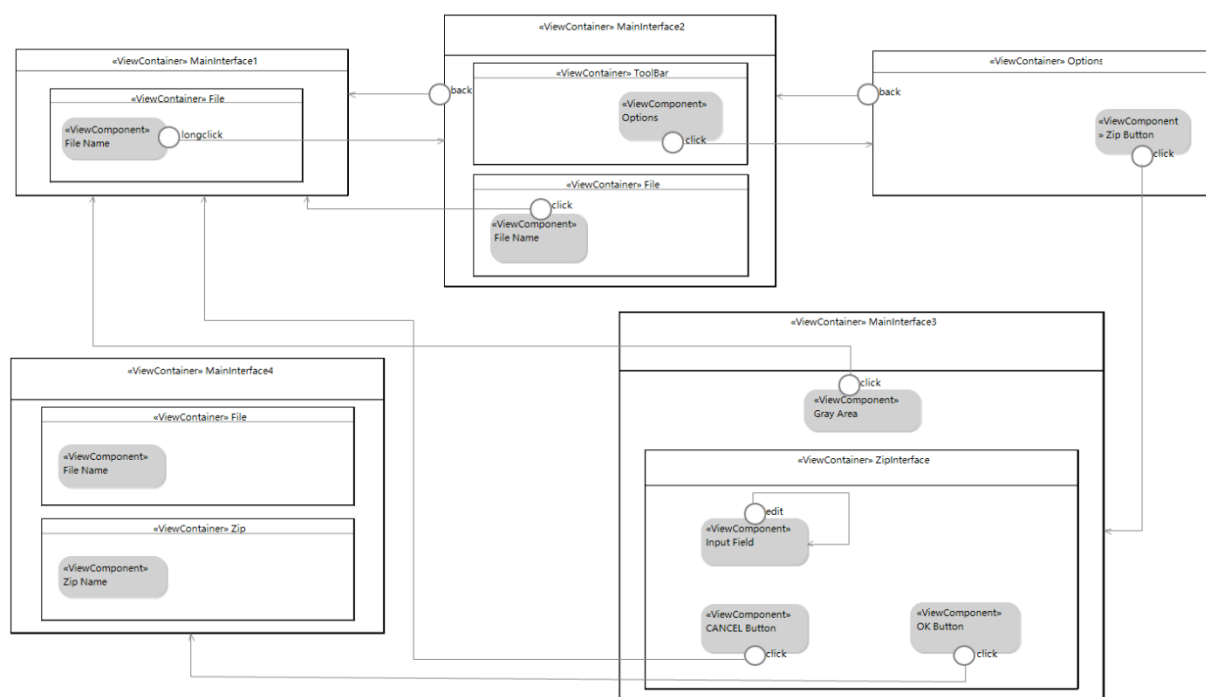 «ViewContainer» MainInterface1
«ViewContainer» File
«ViewComponent»
File Name
longclick
«ViewContainer» MainInterface2
back
«ViewContainer» ToolBar
«ViewComponent»
Options
click
«ViewContainer» File
click
«ViewComponent»
File Name
«ViewContainer» Options
back
«ViewComponent
» Zip Button
click
«ViewContainer» MainInterface3
click
«ViewComponent»
Gray Area
«ViewContainer» ZipInterface
edit
«ViewComponent»
Input Field
«ViewComponent»
CANCEL Button
click
«ViewComponent»
OK Button
click
«ViewContainer» MainInterface4
«ViewContainer» File
«ViewComponent»
File Name
«ViewContainer» Zip
«ViewComponent»
Zip Name